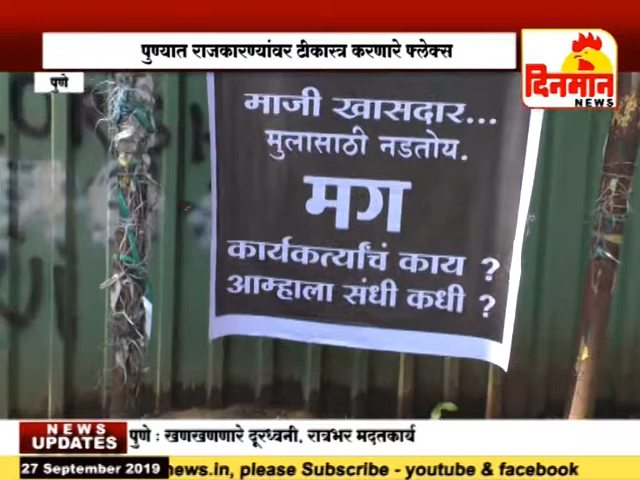 पुण्यात राजकारण्यांवर टीकास्त्र करणारे फ्लेक्स
दिनमान
NEWS
पुणे
माजी खासदार...
मुलासाठी नडतोय.
मग
कार्यकर्त्यांचं काय ?
आम्हाला संधी कधी ?
NEWS
UPDATES
पुणे : खणखणणारे दूरध्वनी, रात्रभर मदतकार्य
27 September 2019
news.in, please Subscribe - youtube & facebook